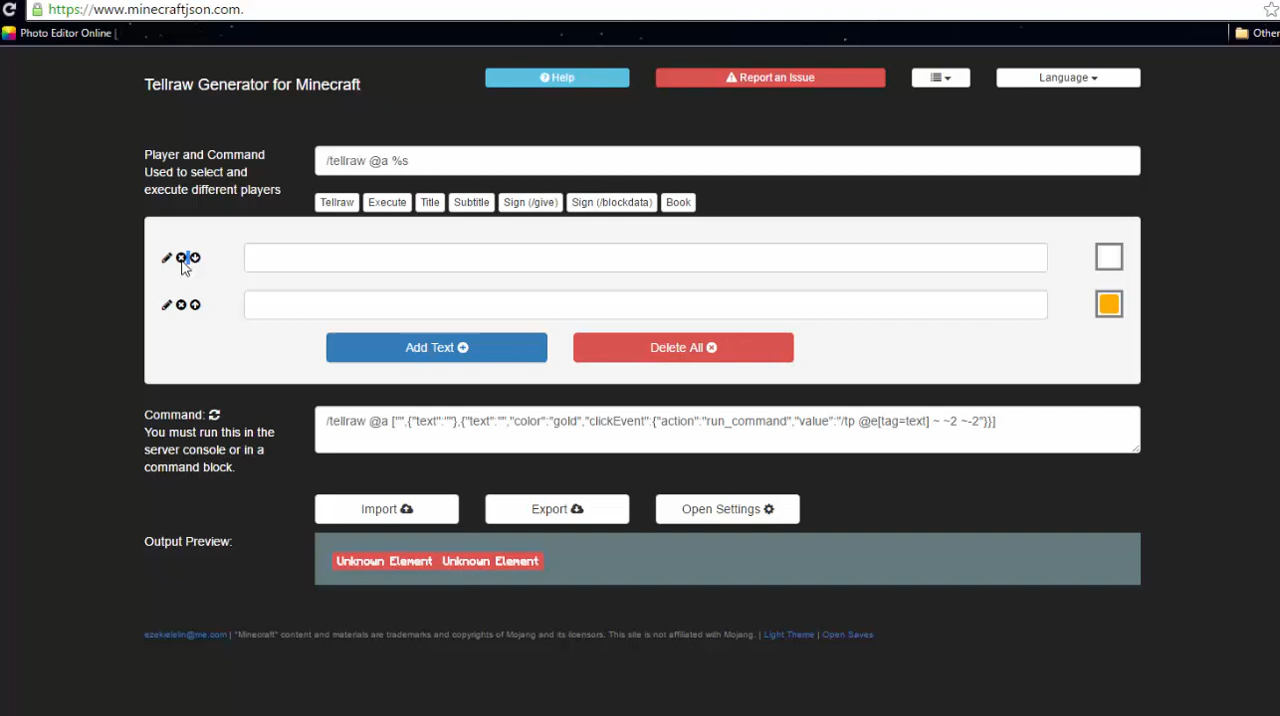 https://www.minecraftjson.com.
Photo Editor Online |
Other
Tellraw Generator for Minecraft
Help
Report an Issue
Language
Player and Command
Used to select and
execute different players
/tellraw @a %s
Tellraw
Execute
Title
Subtitle
Sign (/give)
Sign (/blockdata)
Book
Add Text
Delete All
Command:
You must run this in the
server console or in a
command block.
/tellraw @a ["",{"text":""},{"text":"","color":"gold","clickEvent":{"action":"run_command","value":"/tp @e[tag=text] ~ ~2 ~-2"}}]
Import
Export
Open Settings
Output Preview:
Unknown Element Unknown Element
ezekielelin@me.com | "Minecraft" content and materials are trademarks and copyrights of Mojang and its licensors. This site is not affiliated with Mojang. | Light Theme | Open Saves